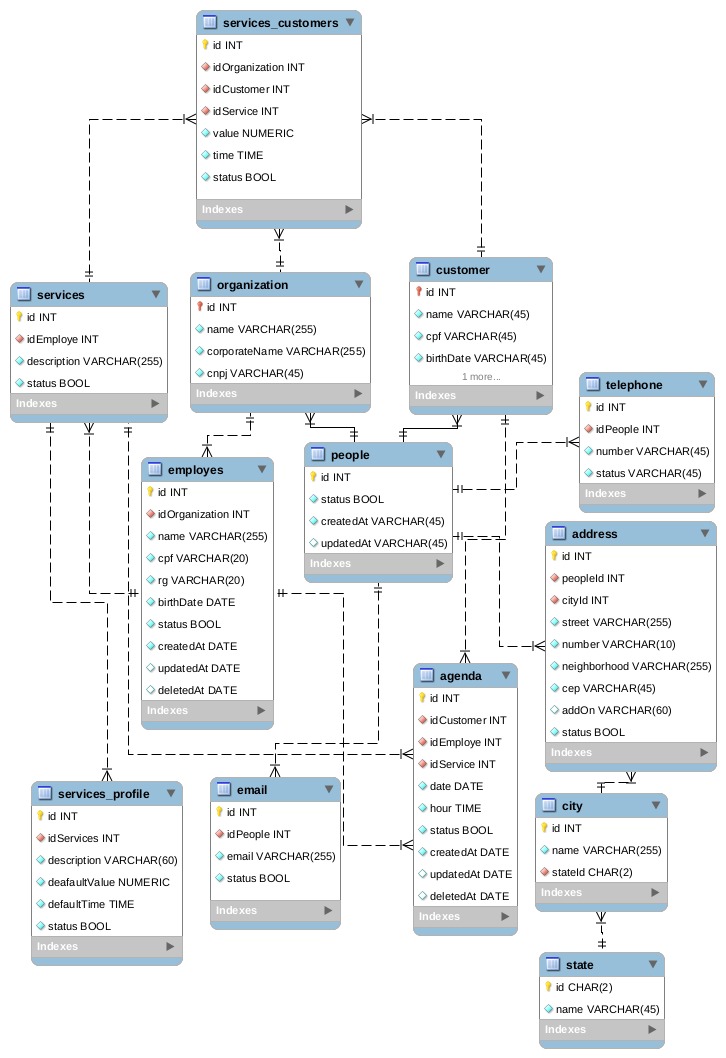 services_customers
id INT
idOrganization INT
idCustomer INT
idService INT
value NUMERIC
time TIME
status BOOL
Indexes
services
id INT
idEmploye INT
description VARCHAR(255)
status BOOL
Indexes
organization
id INT
name VARCHAR(255)
corporateName VARCHAR(255)
cnpj VARCHAR(45)
Indexes
customer
id INT
name VARCHAR(45)
cpf VARCHAR(45)
birthDate VARCHAR(45)
1 more...
Indexes
telephone
id INT
idPeople INT
number VARCHAR(45)
status VARCHAR(45)
Indexes
employes
id INT
idOrganization INT
name VARCHAR(255)
cpf VARCHAR(20)
rg VARCHAR(20)
birthDate DATE
status BOOL
createdAt DATE
updatedAt DATE
deletedAt DATE
Indexes
people
id INT
status BOOL
createdAt VARCHAR(45)
updatedAt VARCHAR(45)
Indexes
address
id INT
peopleId INT
cityId INT
street VARCHAR(255)
number VARCHAR(10)
neighborhood VARCHAR(255)
cep VARCHAR(45)
addOn VARCHAR(60)
status BOOL
Indexes
agenda
id INT
idCustomer INT
idEmploye INT
idService INT
date DATE
hour TIME
status BOOL
createdAt DATE
updatedAt DATE
deletedAt DATE
Indexes
services_profile
id INT
idServices INT
description VARCHAR(60)
deafaultValue NUMERIC
defaultTime TIME
status BOOL
Indexes
email
id INT
idPeople INT
email VARCHAR(255)
status BOOL
Indexes
city
id INT
name VARCHAR(255)
stateId CHAR(2)
Indexes
state
id CHAR(2)
name VARCHAR(45)
Indexes